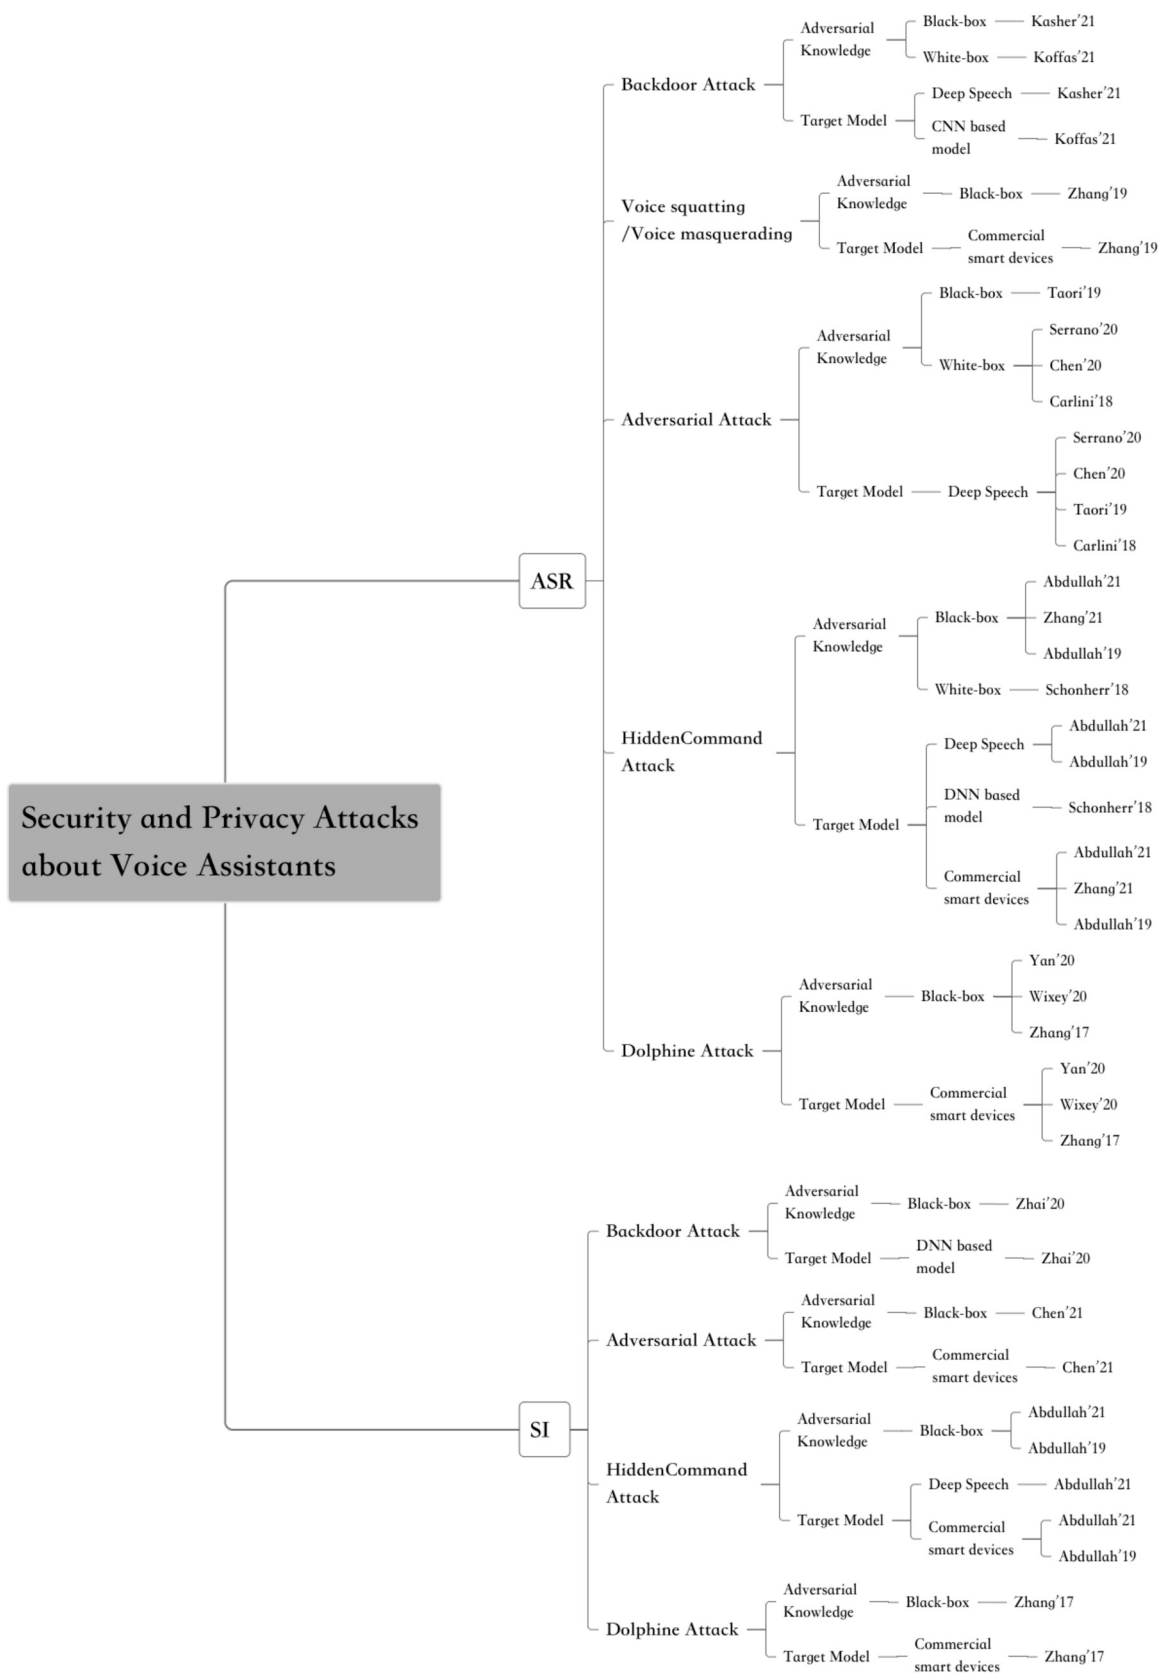 Security and Privacy Attacks
about Voice Assistants
ASR
Backdoor Attack
Adversarial
Knowledge
Black-box
Kasher'21
White-box
Koffas'21
Target Model
Deep Speech
Kasher'21
CNN based
model
Koffas'21
Voice squatting
/Voice masquerading
Adversarial
Knowledge
Black-box
Zhang'19
Target Model
Commercial
smart devices
Zhang'19
Adversarial Attack
Adversarial
Knowledge
Black-box
Taori'19
White-box
Serrano'20
Chen'20
Carlini'18
Target Model
Deep Speech
Serrano'20
Chen'20
Taori'19
Carlini'18
HiddenCommand
Attack
Adversarial
Knowledge
Black-box
Abdullah'21
Zhang'21
Abdullah'19
White-box
Schonherr'18
Target Model
Deep Speech
Abdullah'21
Abdullah'19
DNN based
model
Schonherr'18
Commercial
smart devices
Abdullah'21
Zhang'21
Abdullah'19
Dolphine Attack
Adversarial
Knowledge
Black-box
Yan'20
Wixey'20
Zhang'17
Target Model
Commercial
smart devices
Yan'20
Wixey'20
Zhang'17
SI
Backdoor Attack
Adversarial
Knowledge
Black-box
Zhai'20
Target Model
DNN based
model
Zhai'20
Adversarial Attack
Adversarial
Knowledge
Black-box
Chen'21
Target Model
Commercial
smart devices
Chen'21
HiddenCommand
Attack
Adversarial
Knowledge
Black-box
Abdullah'21
Abdullah'19
Target Model
Deep Speech
Abdullah'21
Commercial
smart devices
Abdullah'21
Abdullah'19
Dolphine Attack
Adversarial
Knowledge
Black-box
Zhang'17
Target Model
Commercial
smart devices
Zhang'17